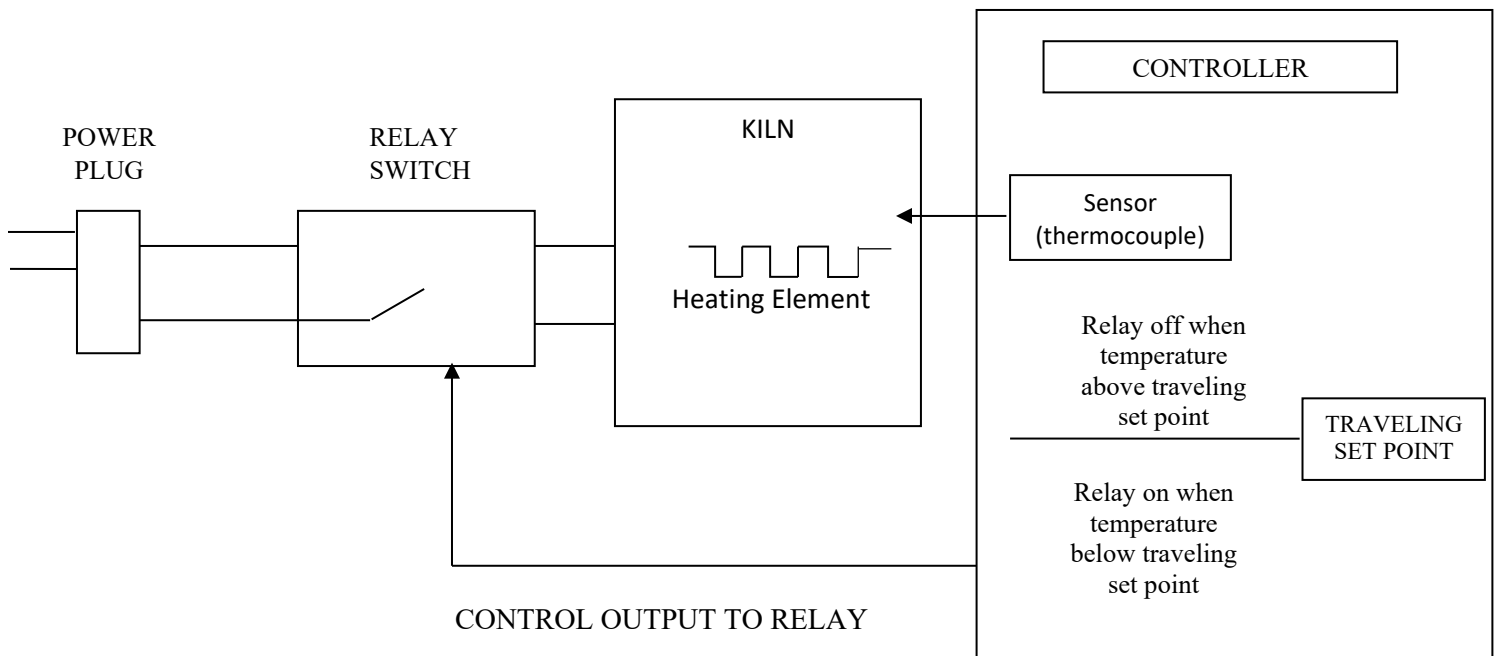 CONTROLLER
POWER
PLUG
RELAY
SWITCH
KILN
Sensor
(thermocouple)
Heating Element
Relay off when
temperature
above traveling
set point
TRAVELING
SET POINT
Relay on when
temperature
below traveling
set point
CONTROL OUTPUT TO RELAY